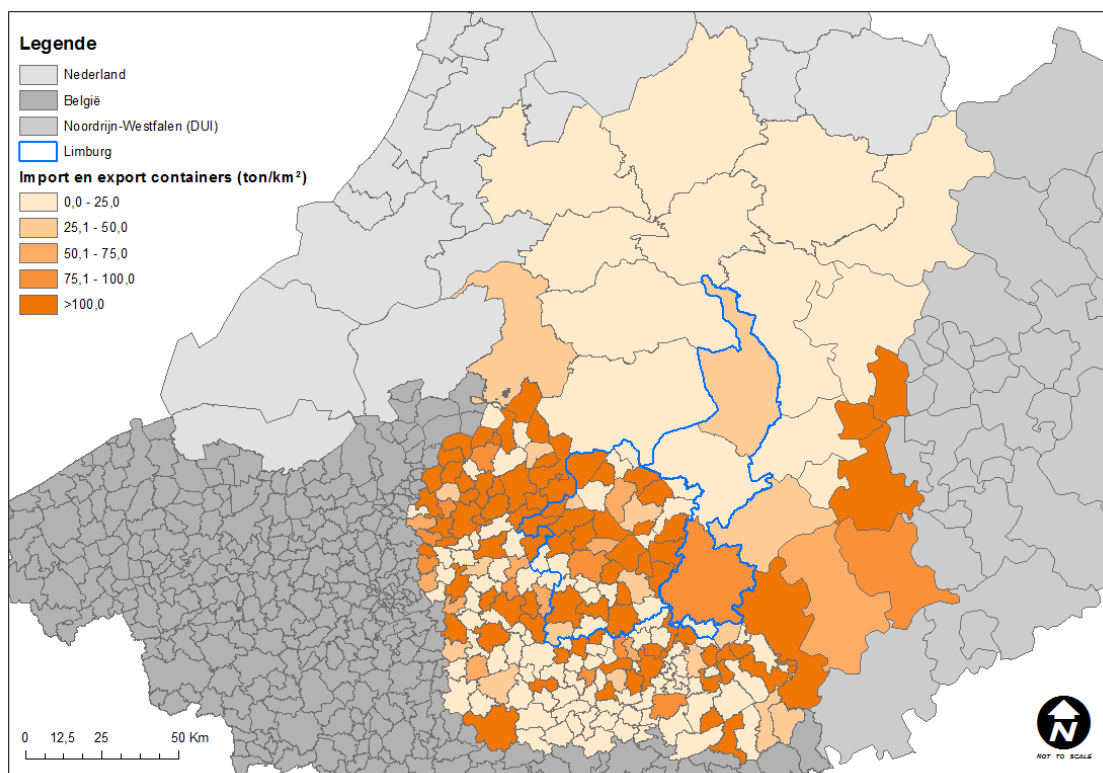 Legende
Nederland
België
Noordrijn-Westfalen (DUI)
Limburg
Import en export containers (ton/km²)
0,0 - 25,0
25,1 - 50,0
50,1 - 75,0
75,1 - 100,0
>100,0
0 12,5 25 50 Km
N
NOT TO SCALE